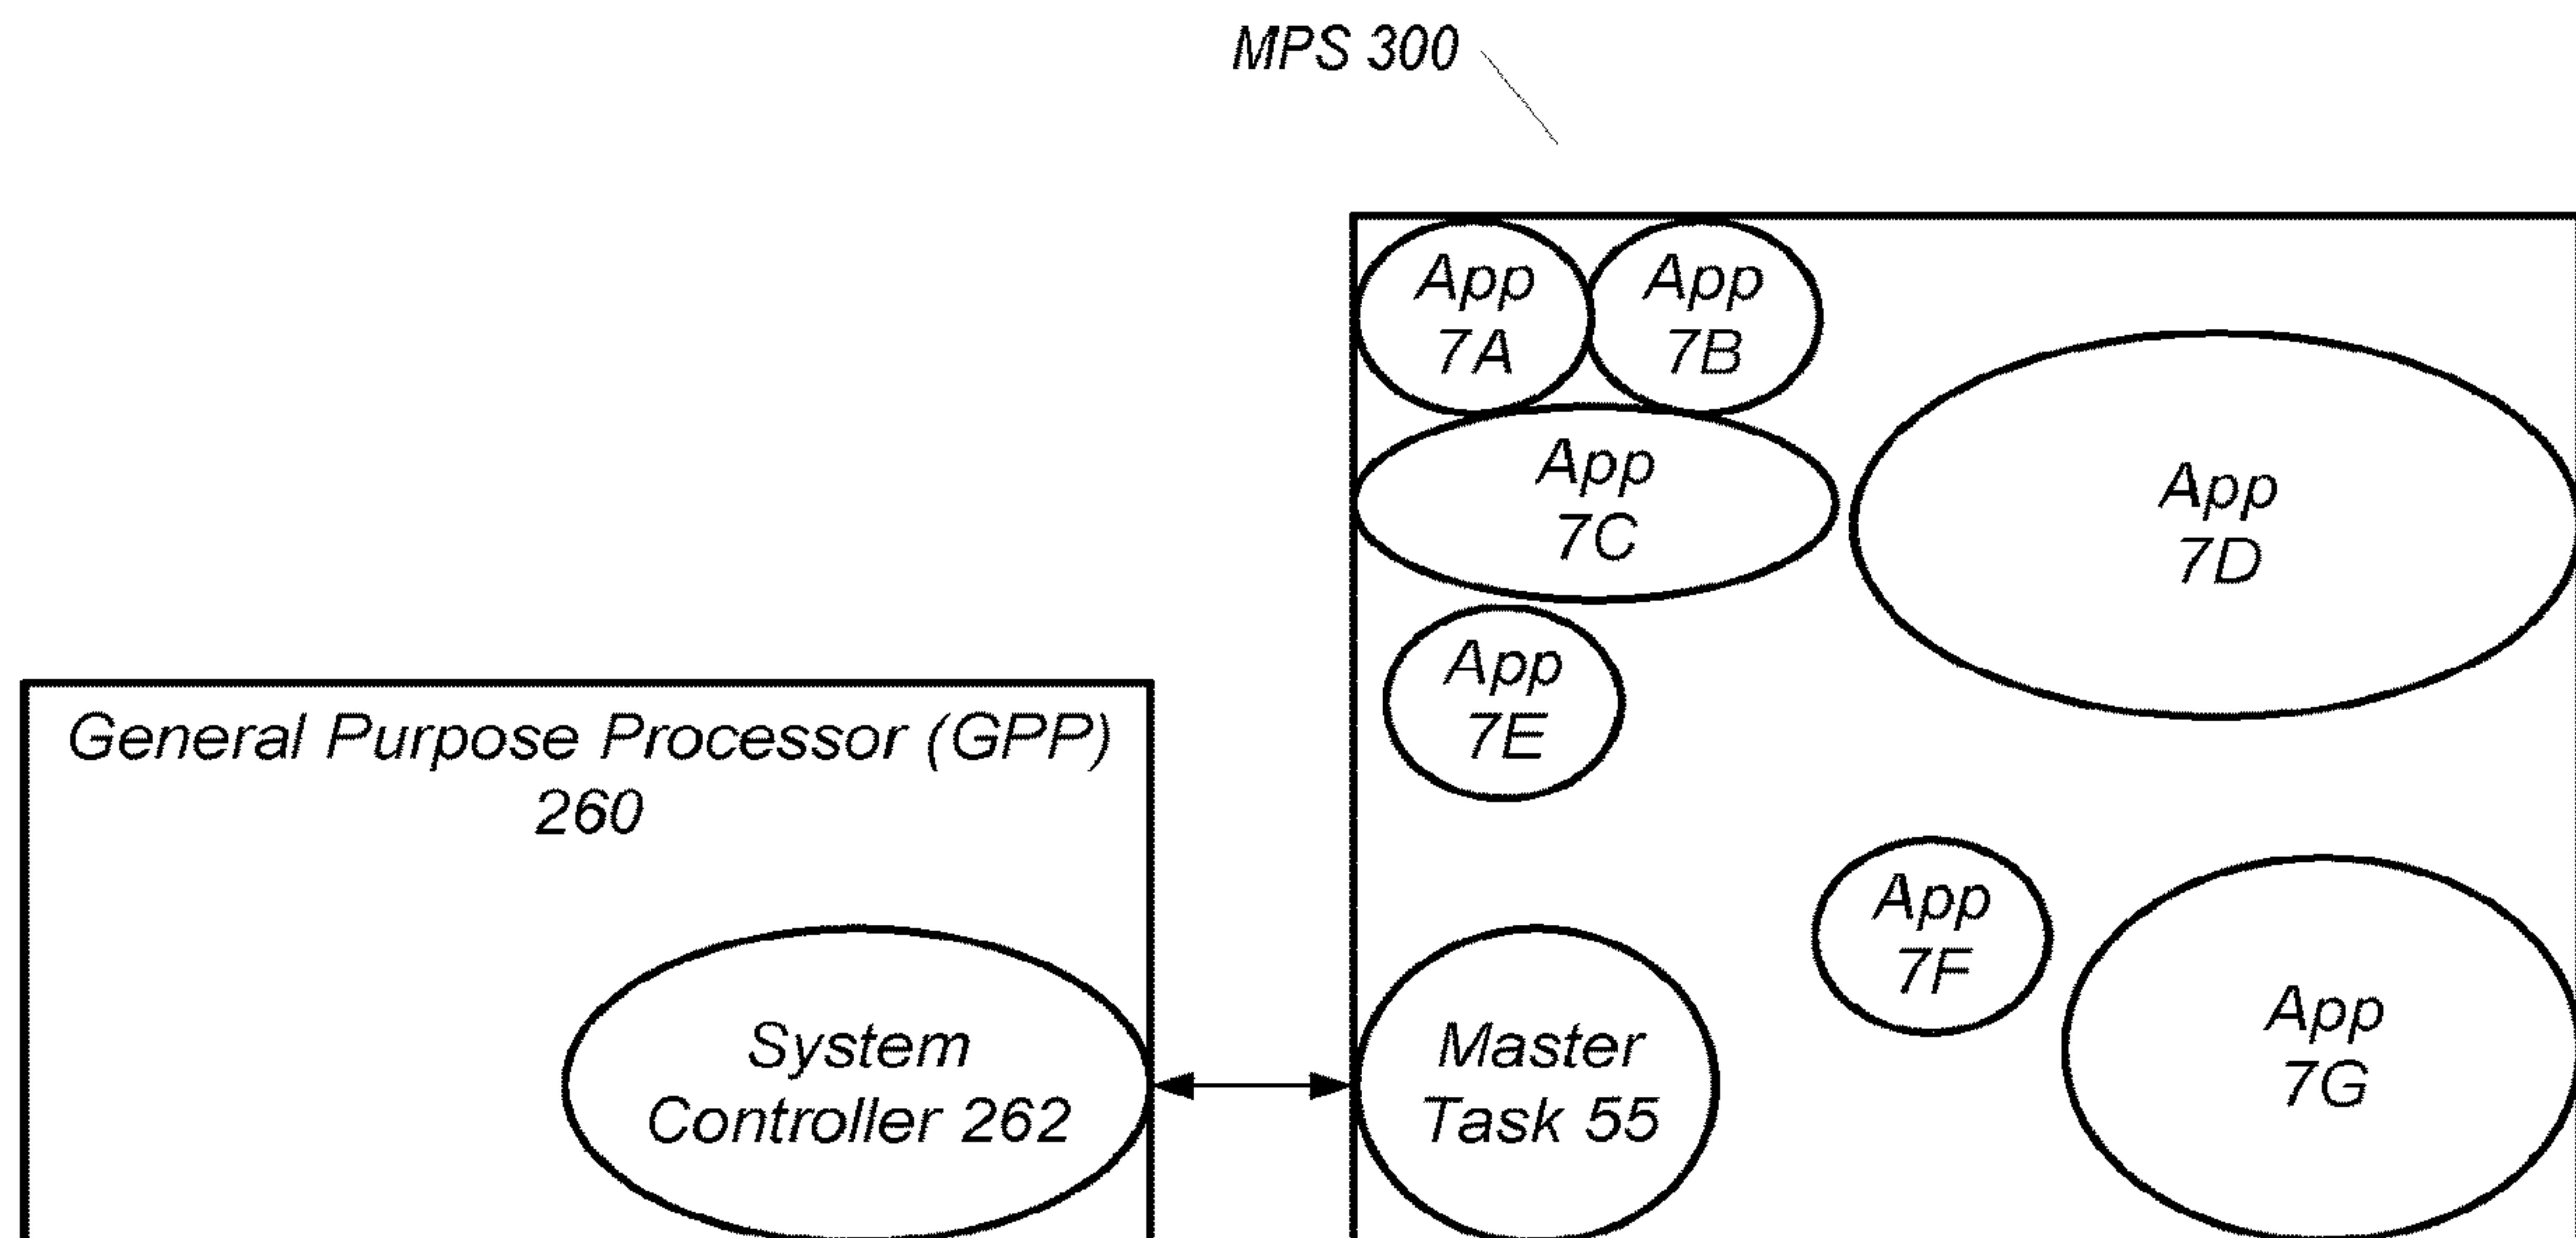 MPS 300
App
7A
App
7B
App
7C
App
7D
App
7E
General Purpose Processor (GPP)
260
App
7F
App
7G
System
Controller 262
Master
Task 55